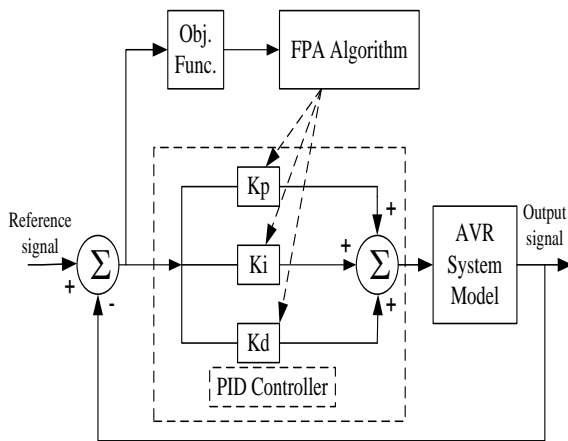 Obj.
Func.
FPA Algorithm
Kp
Reference
signal
+
Σ
-
Ki
+
+
Σ
+
AVR
System
Model
Output
signal
Kd
PID Controller